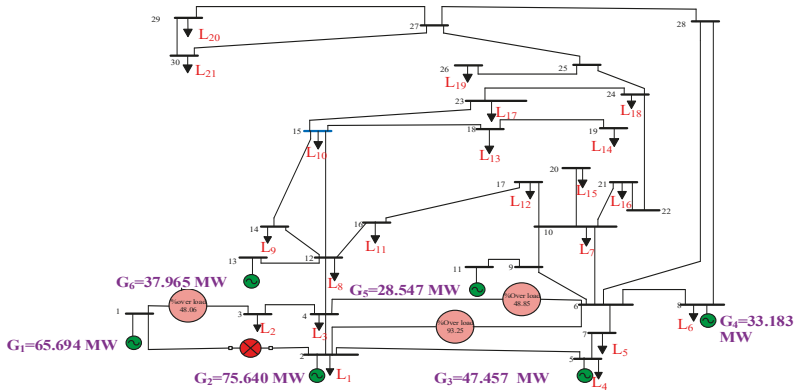 29
L20
27
28
30
L21
26
L19
25
23
L17
24
L18
15
L10
18
L13
19
L14
17
L12
20
L15
21
L16
22
14
L9
16
L11
10
L7
13
12
L8
11
9
G6=37.965 MW
G5=28.547 MW
%Over load
48.06
%Over load
48.85
%Over load
93.25
1
3
L2
4
L3
6
8
L6
G4=33.183
MW
G1=65.694 MW
2
L1
7
L5
5
L4
G2=75.640 MW
G3=47.457 MW